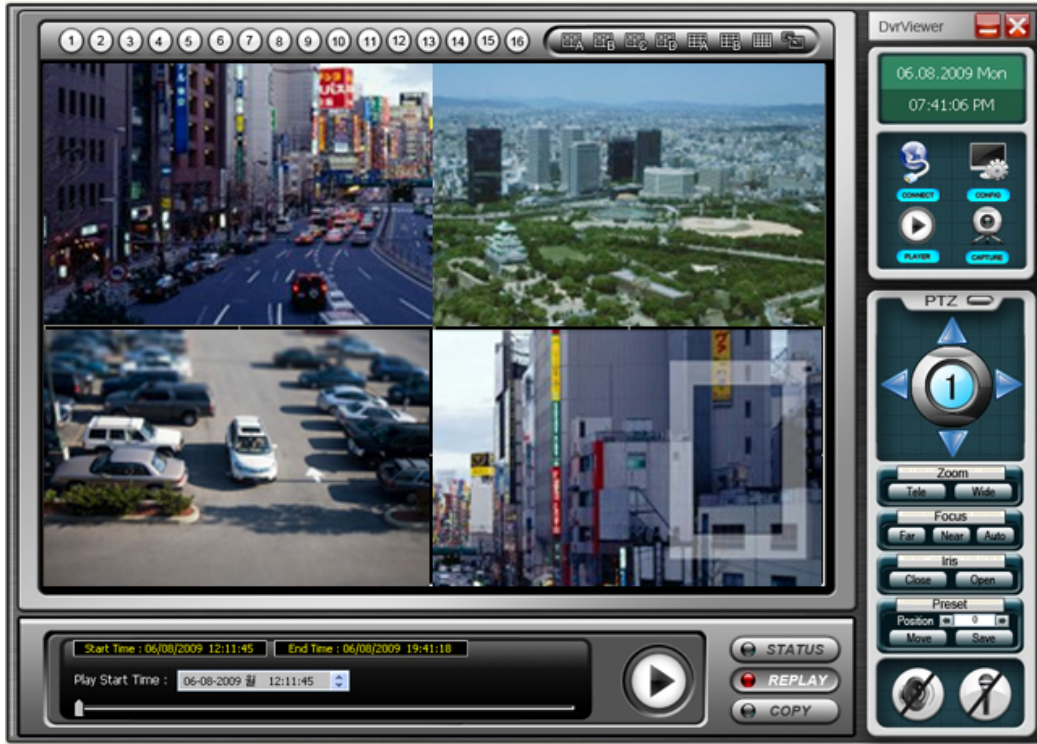 1 2 3 4 5 6 7 8 9 10 11 12 13 14 15 16
A B C D A B
DvrViewer
06.08.2009 Mon
07:41:06 PM
CONNECT CONFIG
PLAYER CAPTURE
PTZ
1
Zoom
Tele Wide
Focus
Far Near Auto
Iris
Close Open
Preset
Position 0
Move Save
Start Time : 06/08/2009 12:11:45 End Time : 06/08/2009 19:41:18
Play Start Time : 06-08-2009 월 12:11:45
STATUS
REPLAY
COPY